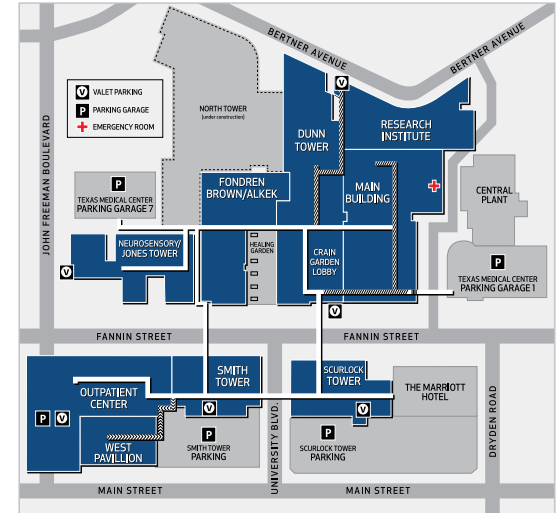 BERTNER AVENUE
BERTNER AVENUE
V VALET PARKING
P PARKING GARAGE
EMERGENCY ROOM
JOHN FREEMAN BOULEVARD
NORTH TOWER
(under construction)
V
DUNN
TOWER
RESEARCH
INSTITUTE
P
TEXAS MEDICAL CENTER
PARKING GARAGE 7
FONDREN
BROWN/ALKEK
MAIN
BUILDING
CENTRAL
PLANT
NEUROSENSORY/
JONES TOWER
HEALING
GARDEN
CRAIN
GARDEN
LOBBY
V
P
TEXAS MEDICAL CENTER
PARKING GARAGE 1
V
FANNIN STREET
FANNIN STREET
SMITH
TOWER
SCURLOCK
TOWER
THE MARRIOTT
HOTEL
OUTPATIENT
CENTER
P V
V
V
WEST
PAVILLION
P
SMITH TOWER
PARKING
UNIVERSITY BLVD.
P
SCURLOCK TOWER
PARKING
DRYDEN ROAD
MAIN STREET
MAIN STREET